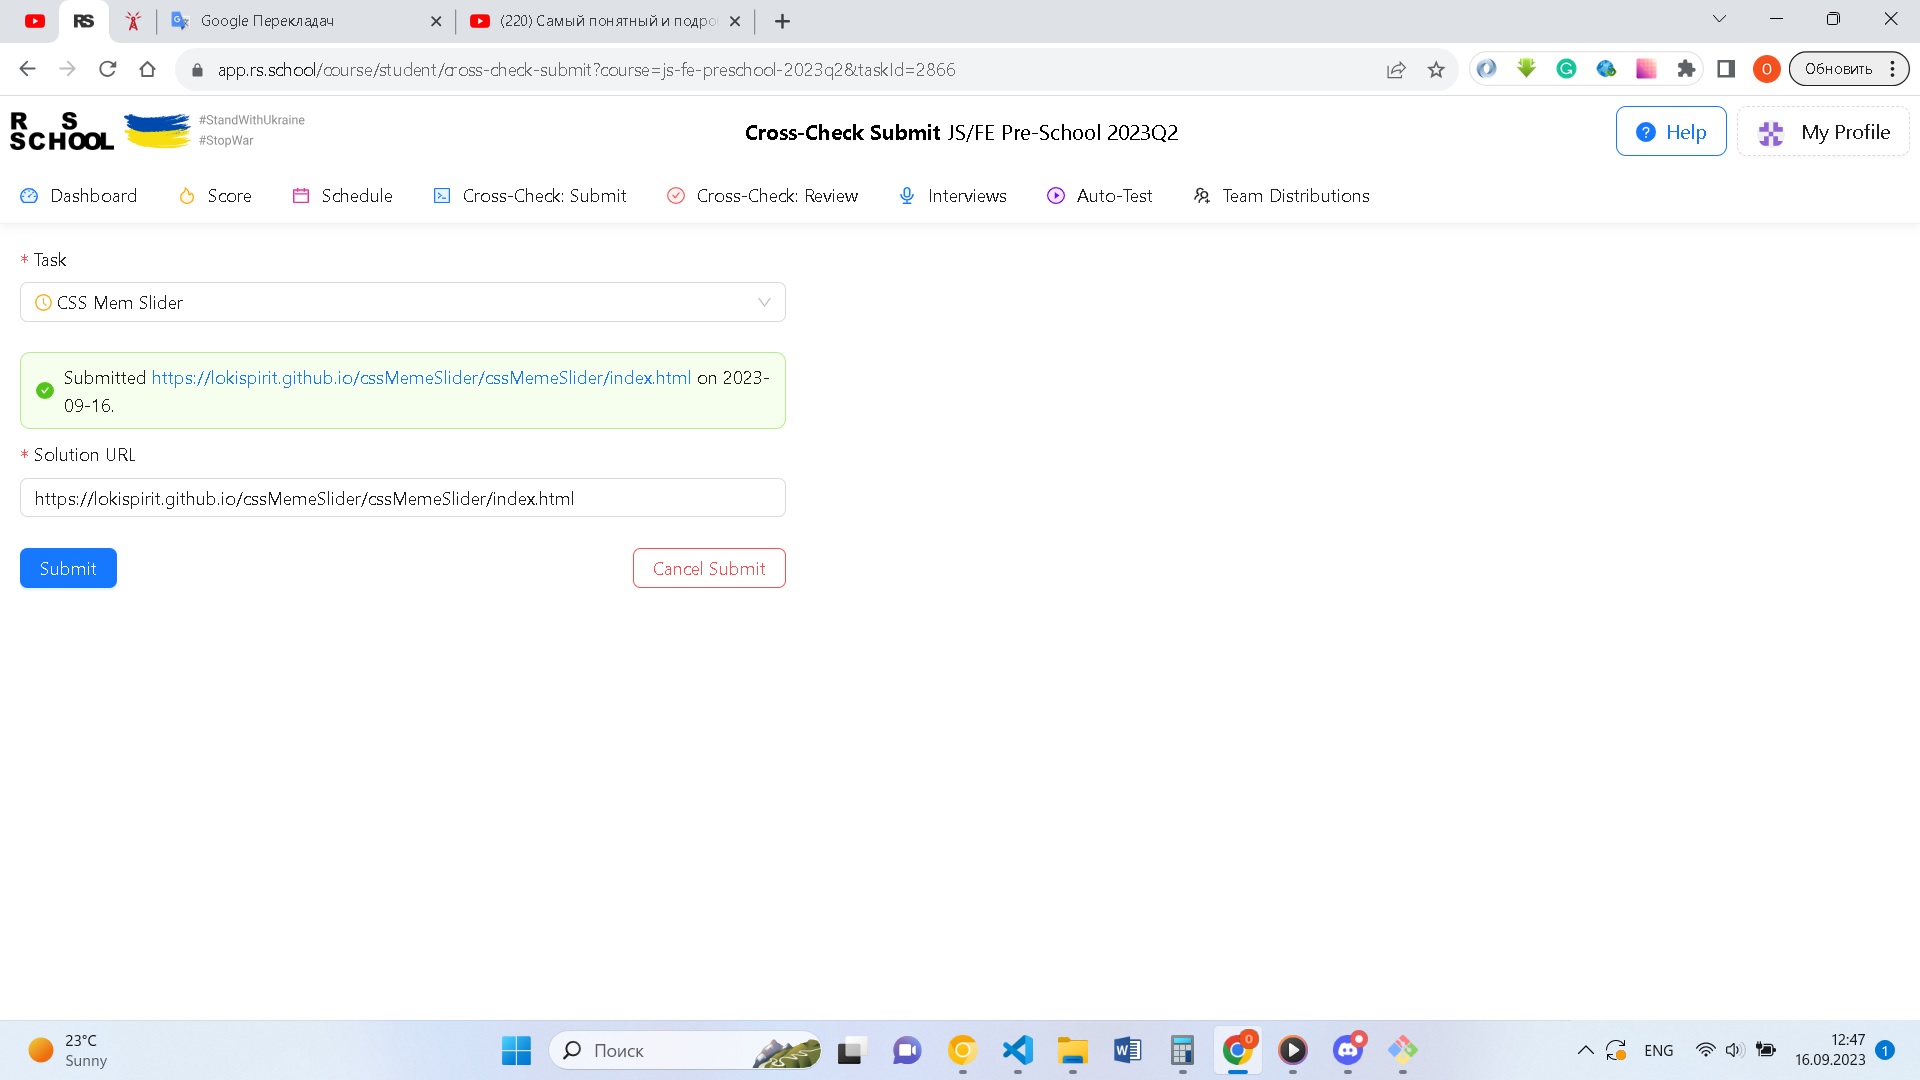 RS
Google Перекладач
(220) Самый понятный и подро
app.rs.school/course/student/cross-check-submit?course=js-fe-preschool-2023q2&taskId=2866
O
Обновить
R S
SCHOOL
#StandWithUkraine
#StopWar
Cross-Check Submit JS/FE Pre-School 2023Q2
Help
My Profile
Dashboard
Score
Schedule
Cross-Check: Submit
Cross-Check: Review
Interviews
Auto-Test
Team Distributions
* Task
CSS Mem Slider
Submitted https://lokispirit.github.io/cssMemeSlider/cssMemeSlider/index.html on 2023-
09-16.
* Solution URL
https://lokispirit.github.io/cssMemeSlider/cssMemeSlider/index.html
Submit
Cancel Submit
23°C
Sunny
Поиск
ENG
12:47
16.09.2023
1